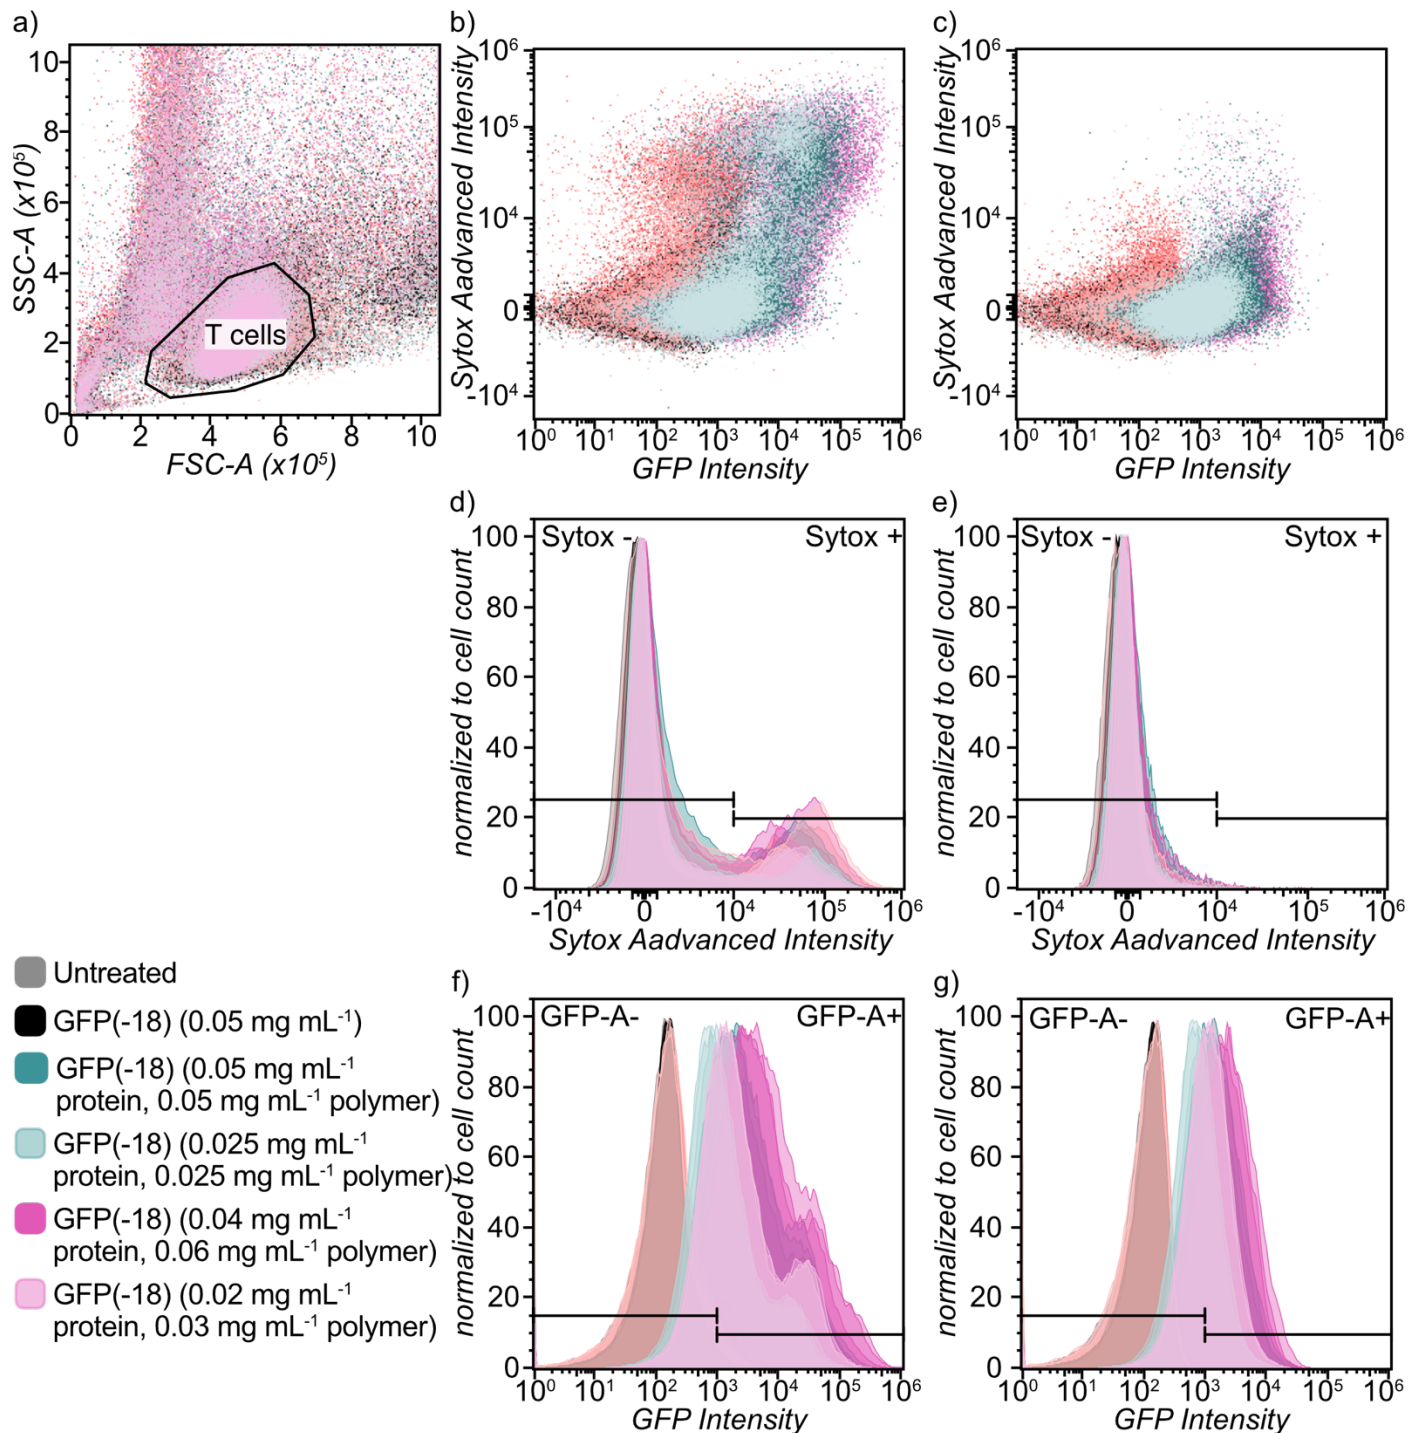 a)
10
8
6
4
2
0
SSC-A (x10⁵)
T cells
0 2 4 6 8 10
FSC-A (x10⁵)
b)
10⁶
10⁵
10⁴
0
-10⁴
Sytox Aadvanced Intensity
10⁰ 10¹ 10² 10³ 10⁴ 10⁵ 10⁶
GFP Intensity
c)
10⁶
10⁵
10⁴
0
-10⁴
Sytox Aadvanced Intensity
10⁰ 10¹ 10² 10³ 10⁴ 10⁵ 10⁶
GFP Intensity
d)
100
80
60
40
20
0
normalized to cell count
Sytox - Sytox +
-10⁴ 0 10⁴ 10⁵ 10⁶
Sytox Aadvanced Intensity
e)
100
80
60
40
20
0
normalized to cell count
Sytox - Sytox +
-10⁴ 0 10⁴ 10⁵ 10⁶
Sytox Aadvanced Intensity
Untreated
GFP(-18) (0.05 mg mL⁻¹)
GFP(-18) (0.05 mg mL⁻¹
protein, 0.05 mg mL⁻¹ polymer)
GFP(-18) (0.025 mg mL⁻¹
protein, 0.025 mg mL⁻¹ polymer)
GFP(-18) (0.04 mg mL⁻¹
protein, 0.06 mg mL⁻¹ polymer)
GFP(-18) (0.02 mg mL⁻¹
protein, 0.03 mg mL⁻¹ polymer)
f)
100
80
60
40
20
0
normalized to cell count
GFP-A- GFP-A+
10⁰ 10¹ 10² 10³ 10⁴ 10⁵ 10⁶
GFP Intensity
g)
100
80
60
40
20
0
normalized to cell count
GFP-A- GFP-A+
10⁰ 10¹ 10² 10³ 10⁴ 10⁵ 10⁶
GFP Intensity